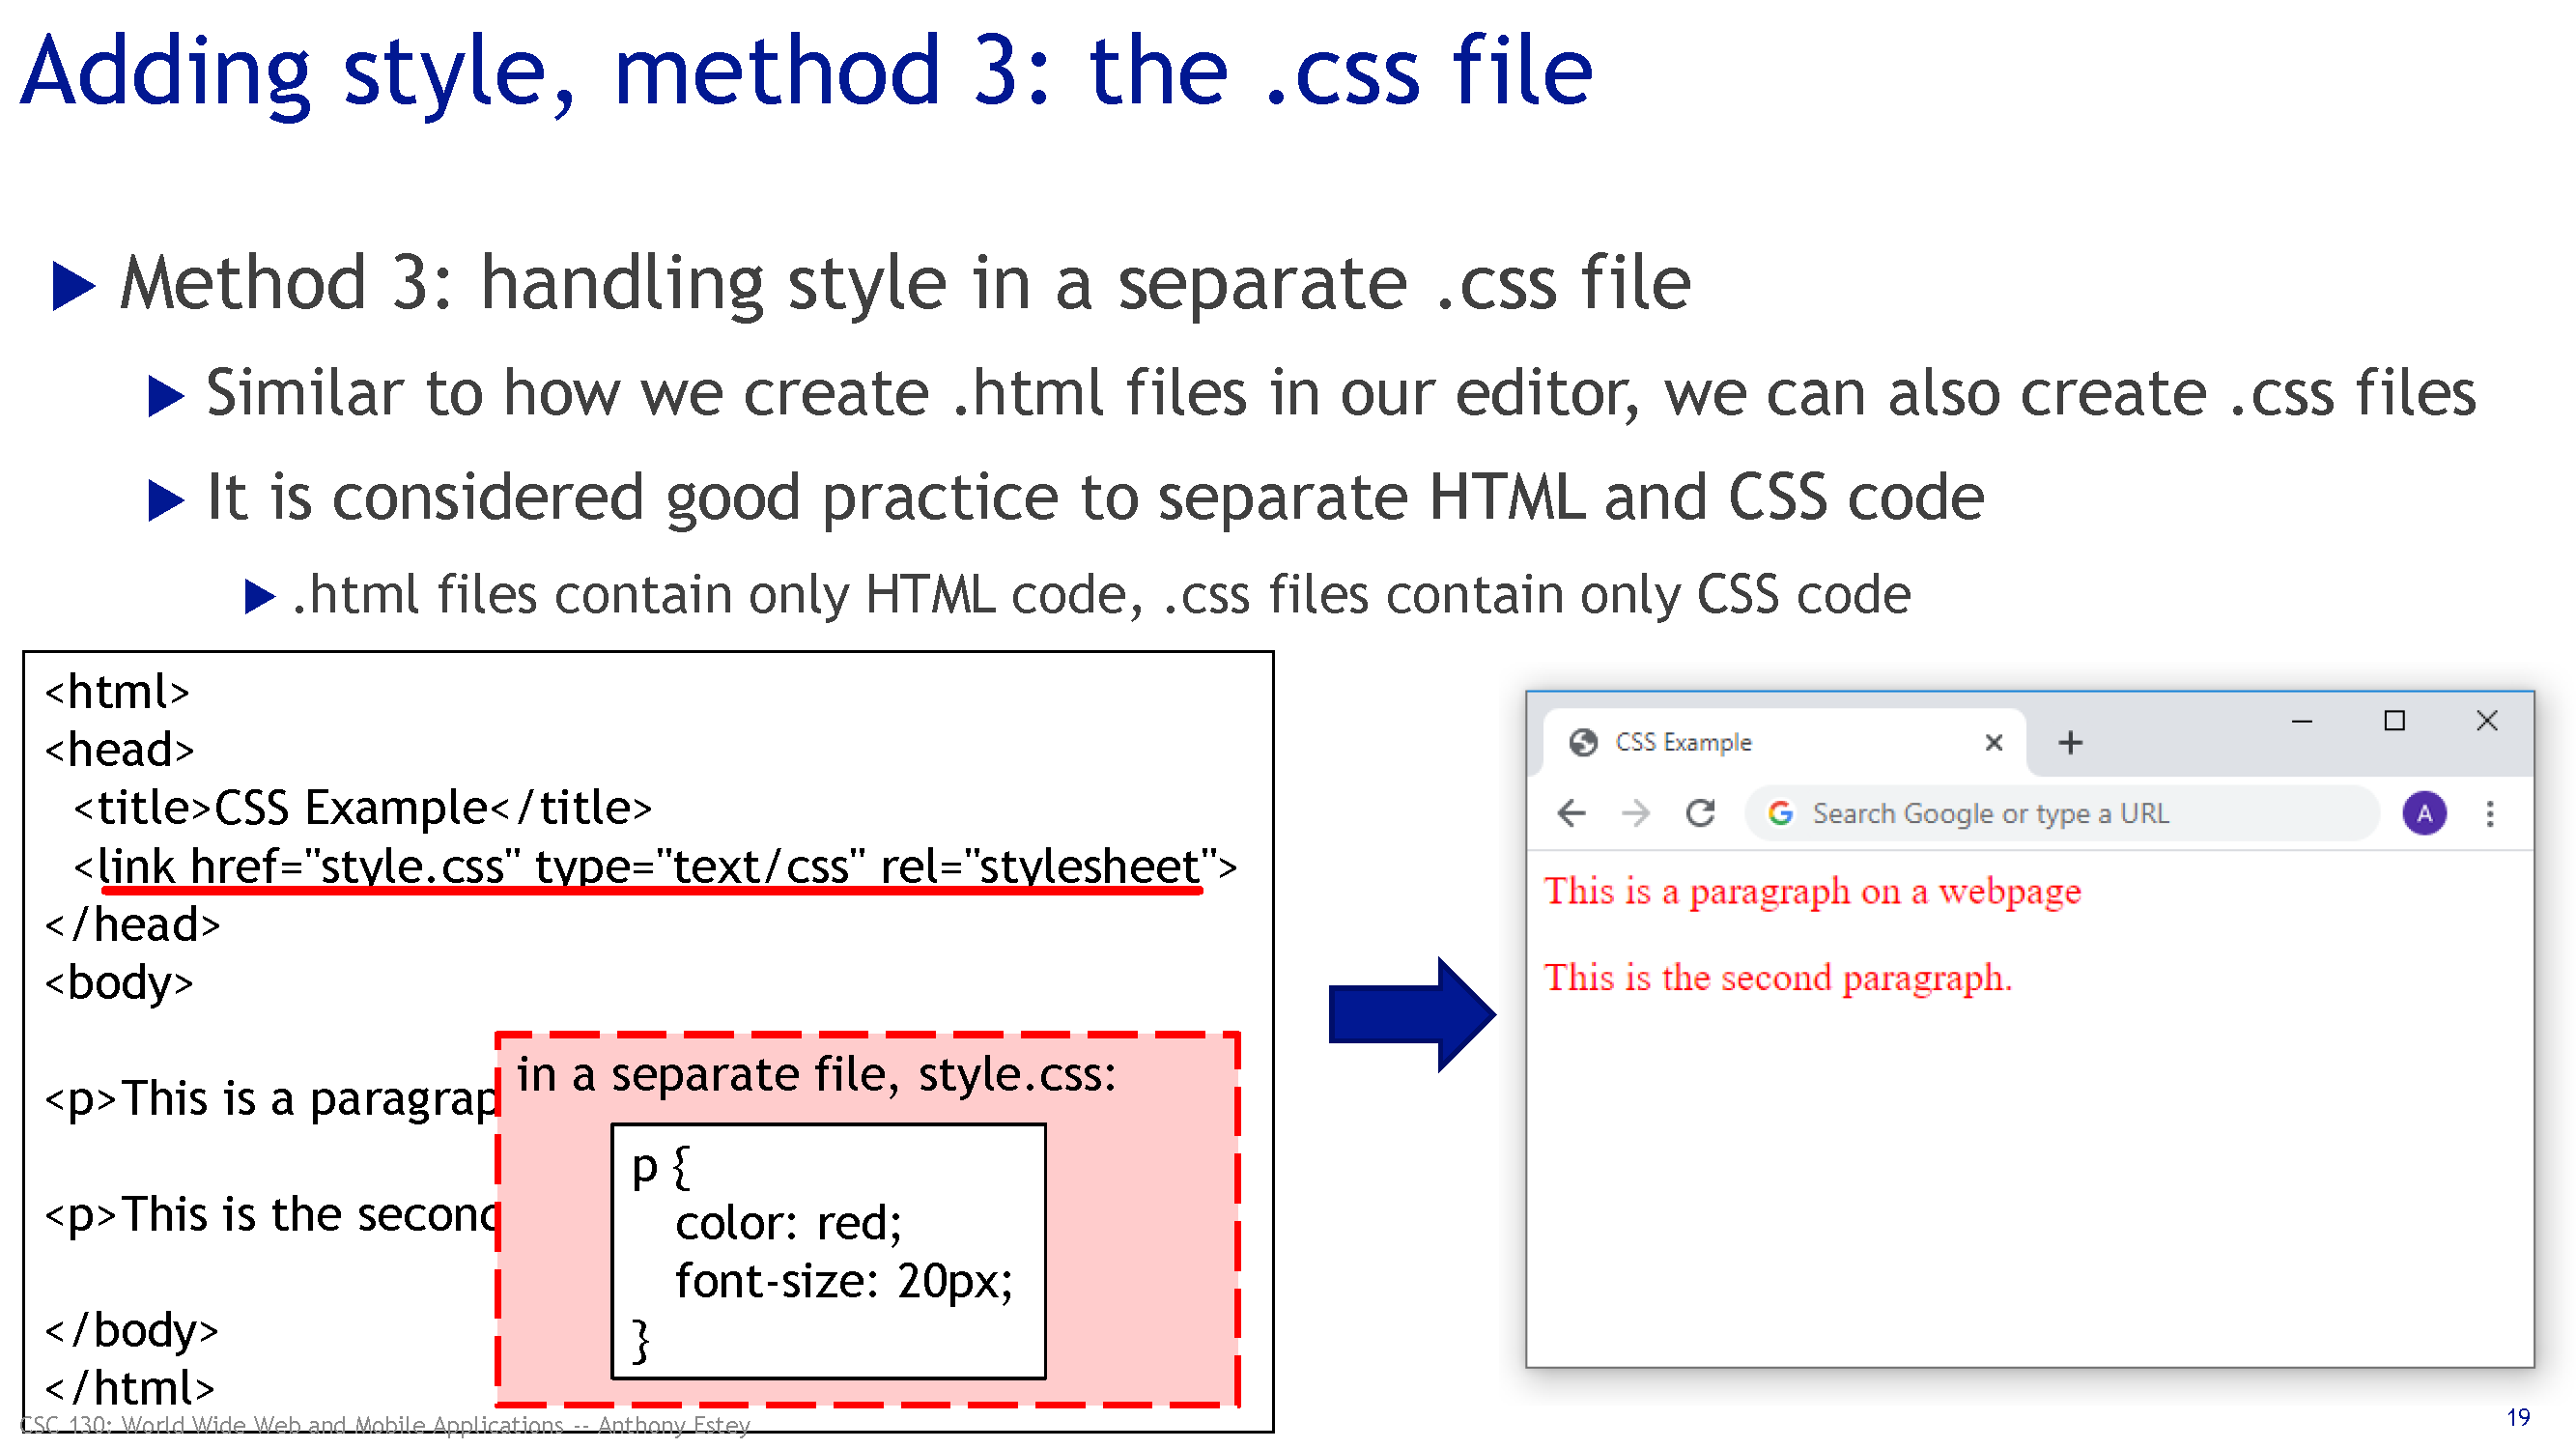 Adding style, method 3: the .css file
Method 3: handling style in a separate .css file
Similar to how we create .html files in our editor, we can also create .css files
It is considered good practice to separate HTML and CSS code
.html files contain only HTML code, .css files contain only CSS code
<html>
<head>
<title>CSS Example</title>
<link href="style.css" type="text/css" rel="stylesheet">
</head>
<body>
<p>This is a paragrap
<p>This is the second
</body>
</html>
in a separate file, style.css:
p {
color: red;
font-size: 20px;
}
CSS Example
Search Google or type a URL
A
This is a paragraph on a webpage
This is the second paragraph.
CSC 130: World Wide Web and Mobile Applications -- Anthony Estey
19